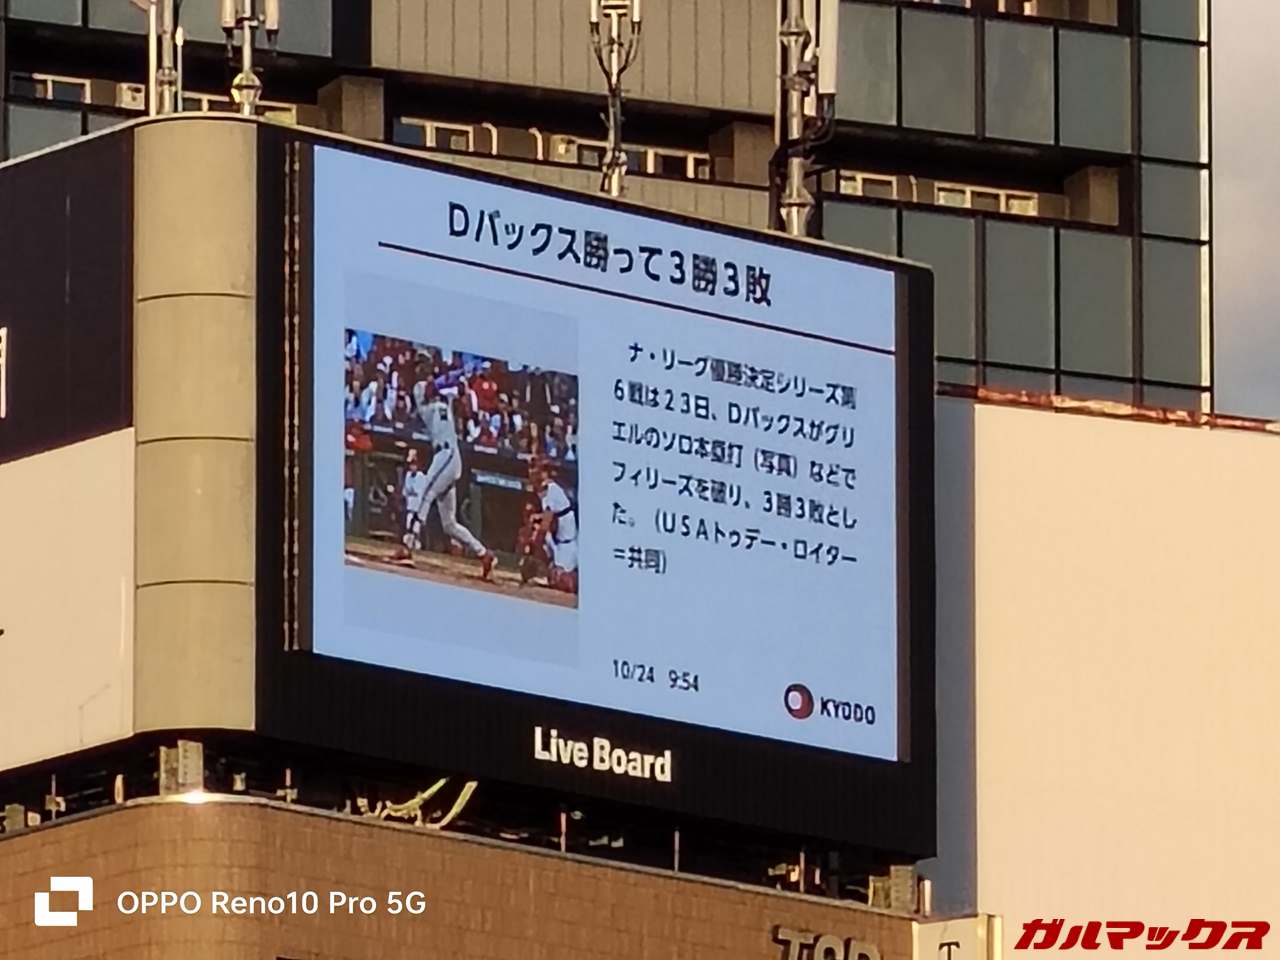 Dバックス勝って3勝3敗
ナ・リーグ優勝決定シリーズ第
6戦は23日、Dバックスがグリ
エルのソロ本塁打（写真）などで
フィリーズを破り、3勝3敗とし
た。（USAトゥデー・ロイター
＝共同）
10/24 9:54
KYODO
Live Board
OPPO Reno10 Pro 5G
ガルマックス